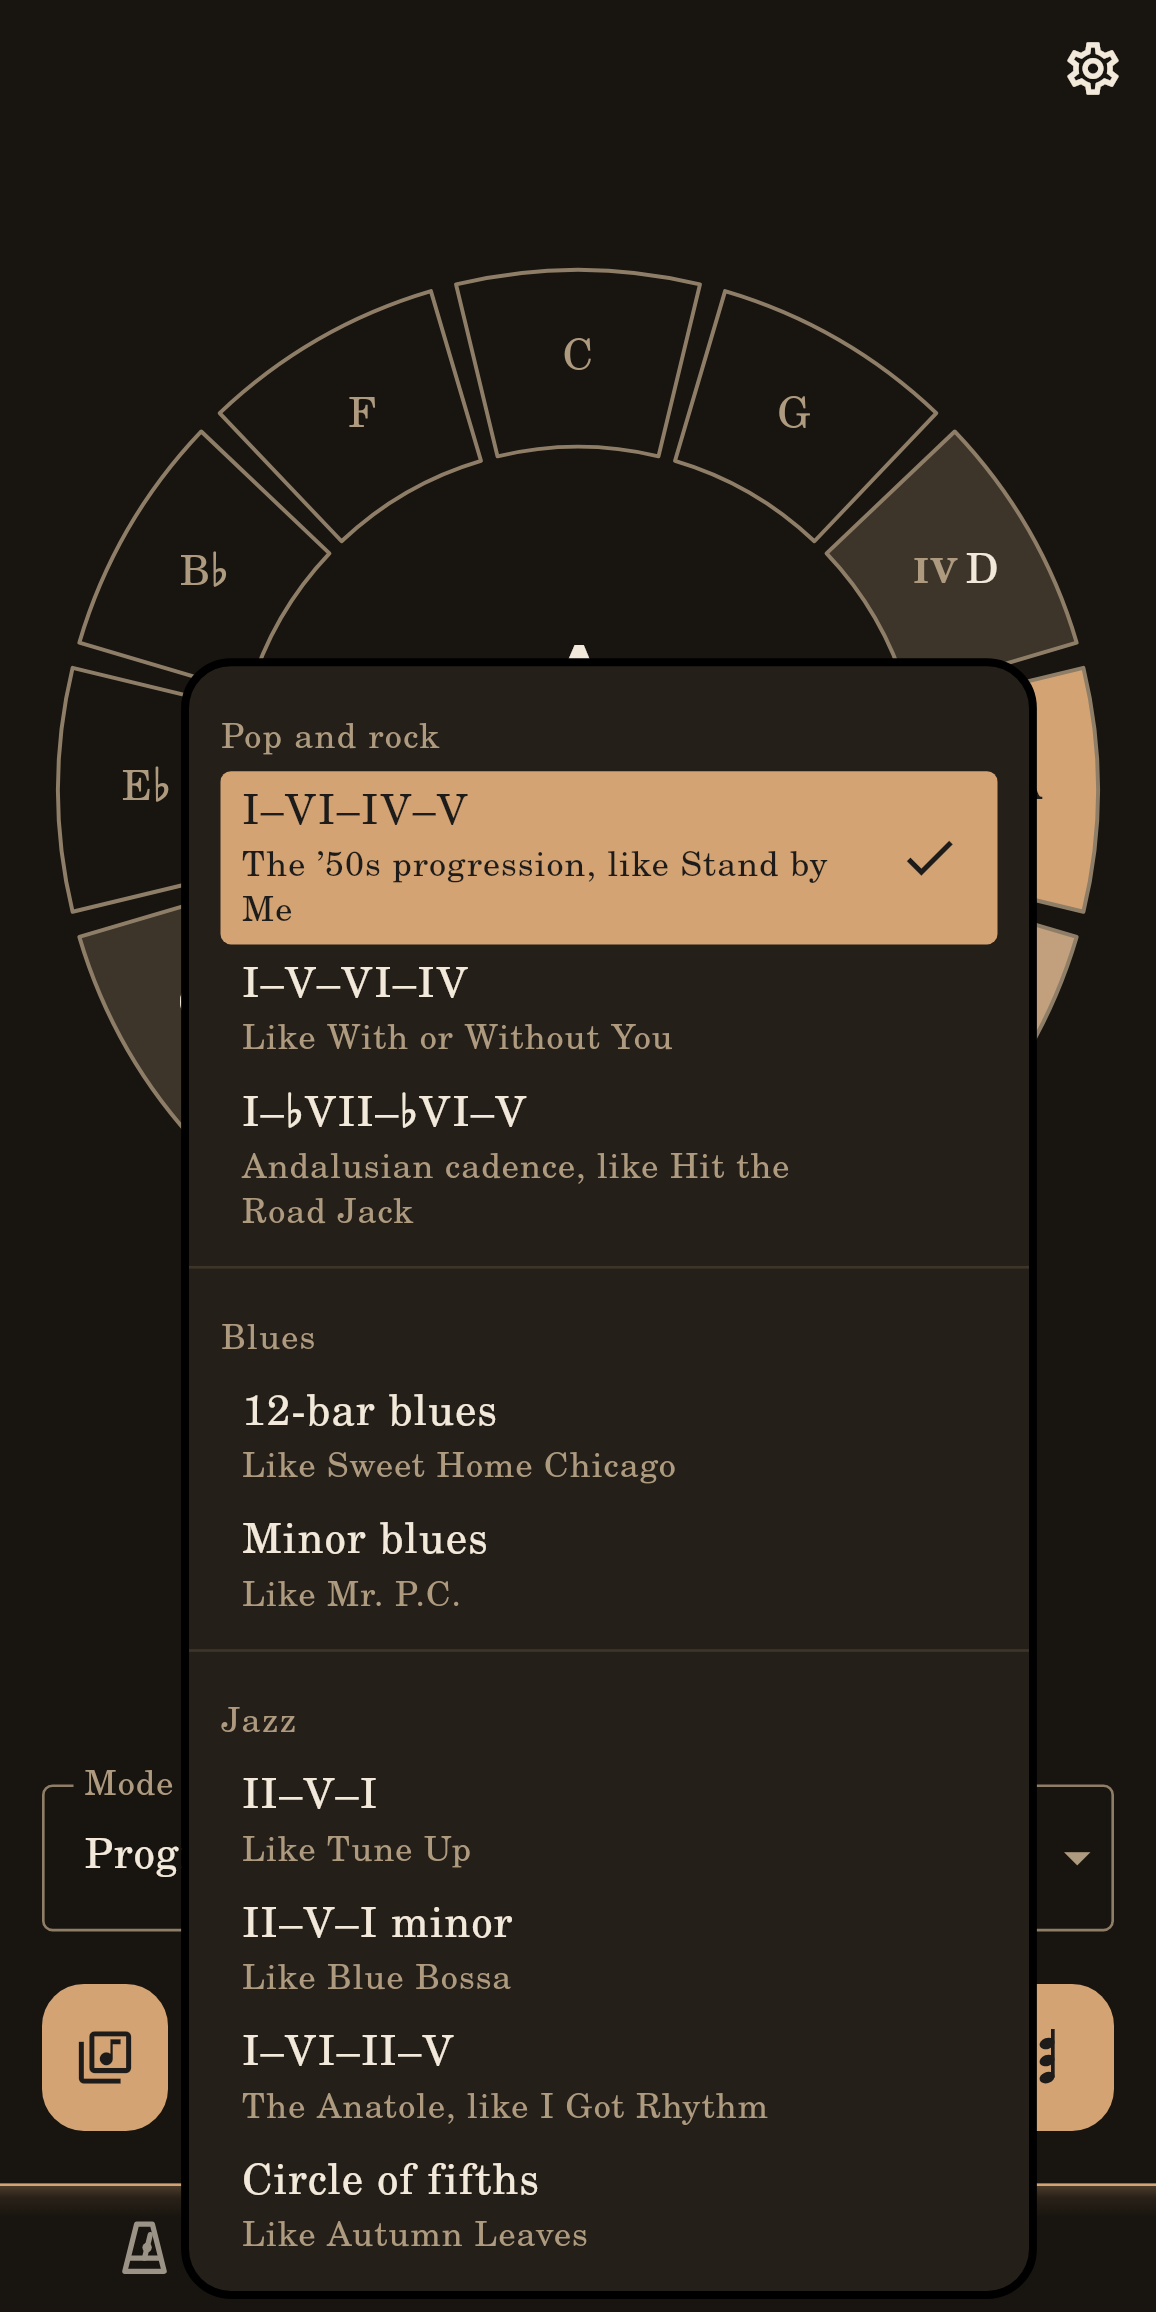 C
F
G
B♭
IV D
E♭
Pop and rock
I–VI–IV–V
The ’50s progression, like Stand by
Me
I–V–VI–IV
Like With or Without You
I–♭VII–♭VI–V
Andalusian cadence, like Hit the
Road Jack
Blues
12-bar blues
Like Sweet Home Chicago
Minor blues
Like Mr. P.C.
Jazz
II–V–I
Like Tune Up
II–V–I minor
Like Blue Bossa
I–VI–II–V
The Anatole, like I Got Rhythm
Circle of fifths
Like Autumn Leaves
Mode
Prog